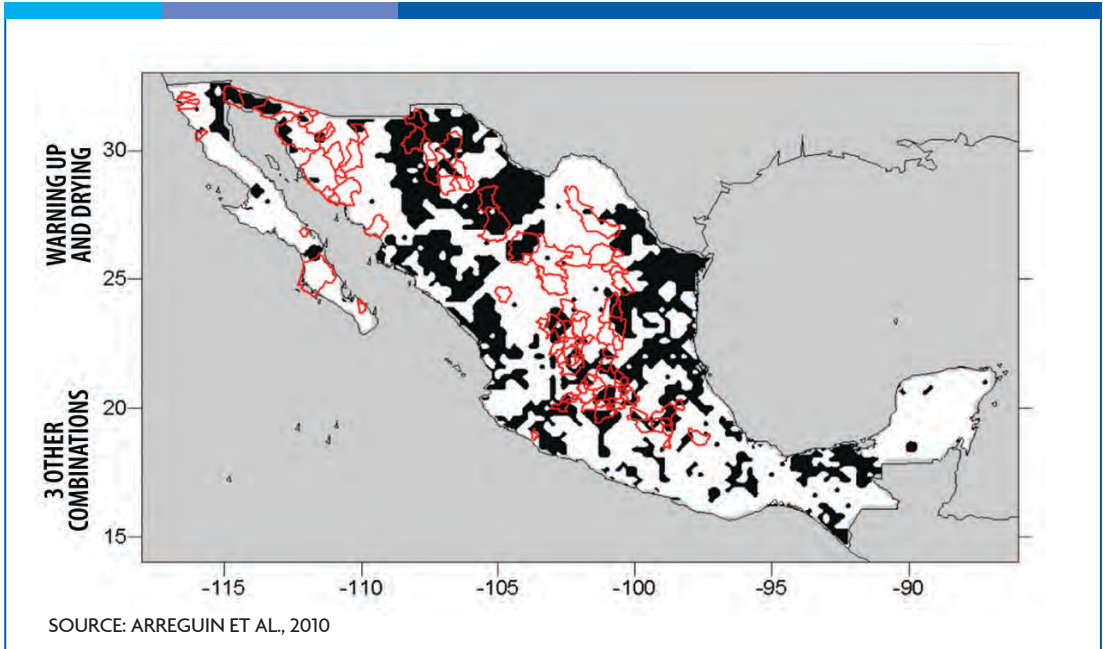 WARNING UP
AND DRYING
3 OTHER
COMBINATIONS
30
25
20
15
-115
-110
-105
-100
-95
-90
SOURCE: ARREGUIN ET AL., 2010